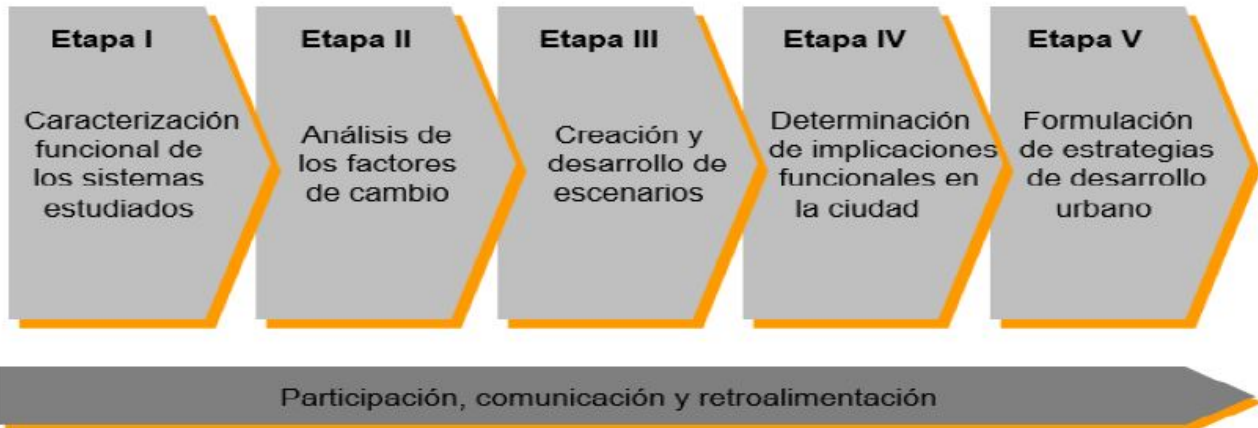 Etapa I
Caracterización
funcional de
los sistemas
estudiados
Etapa II
Análisis de
los factores
de cambio
Etapa III
Creación y
desarrollo de
escenarios
Etapa IV
Determinación
de implicaciones
funcionales en
la ciudad
Etapa V
Formulación
de estrategias
de desarrollo
urbano
Participación, comunicación y retroalimentación